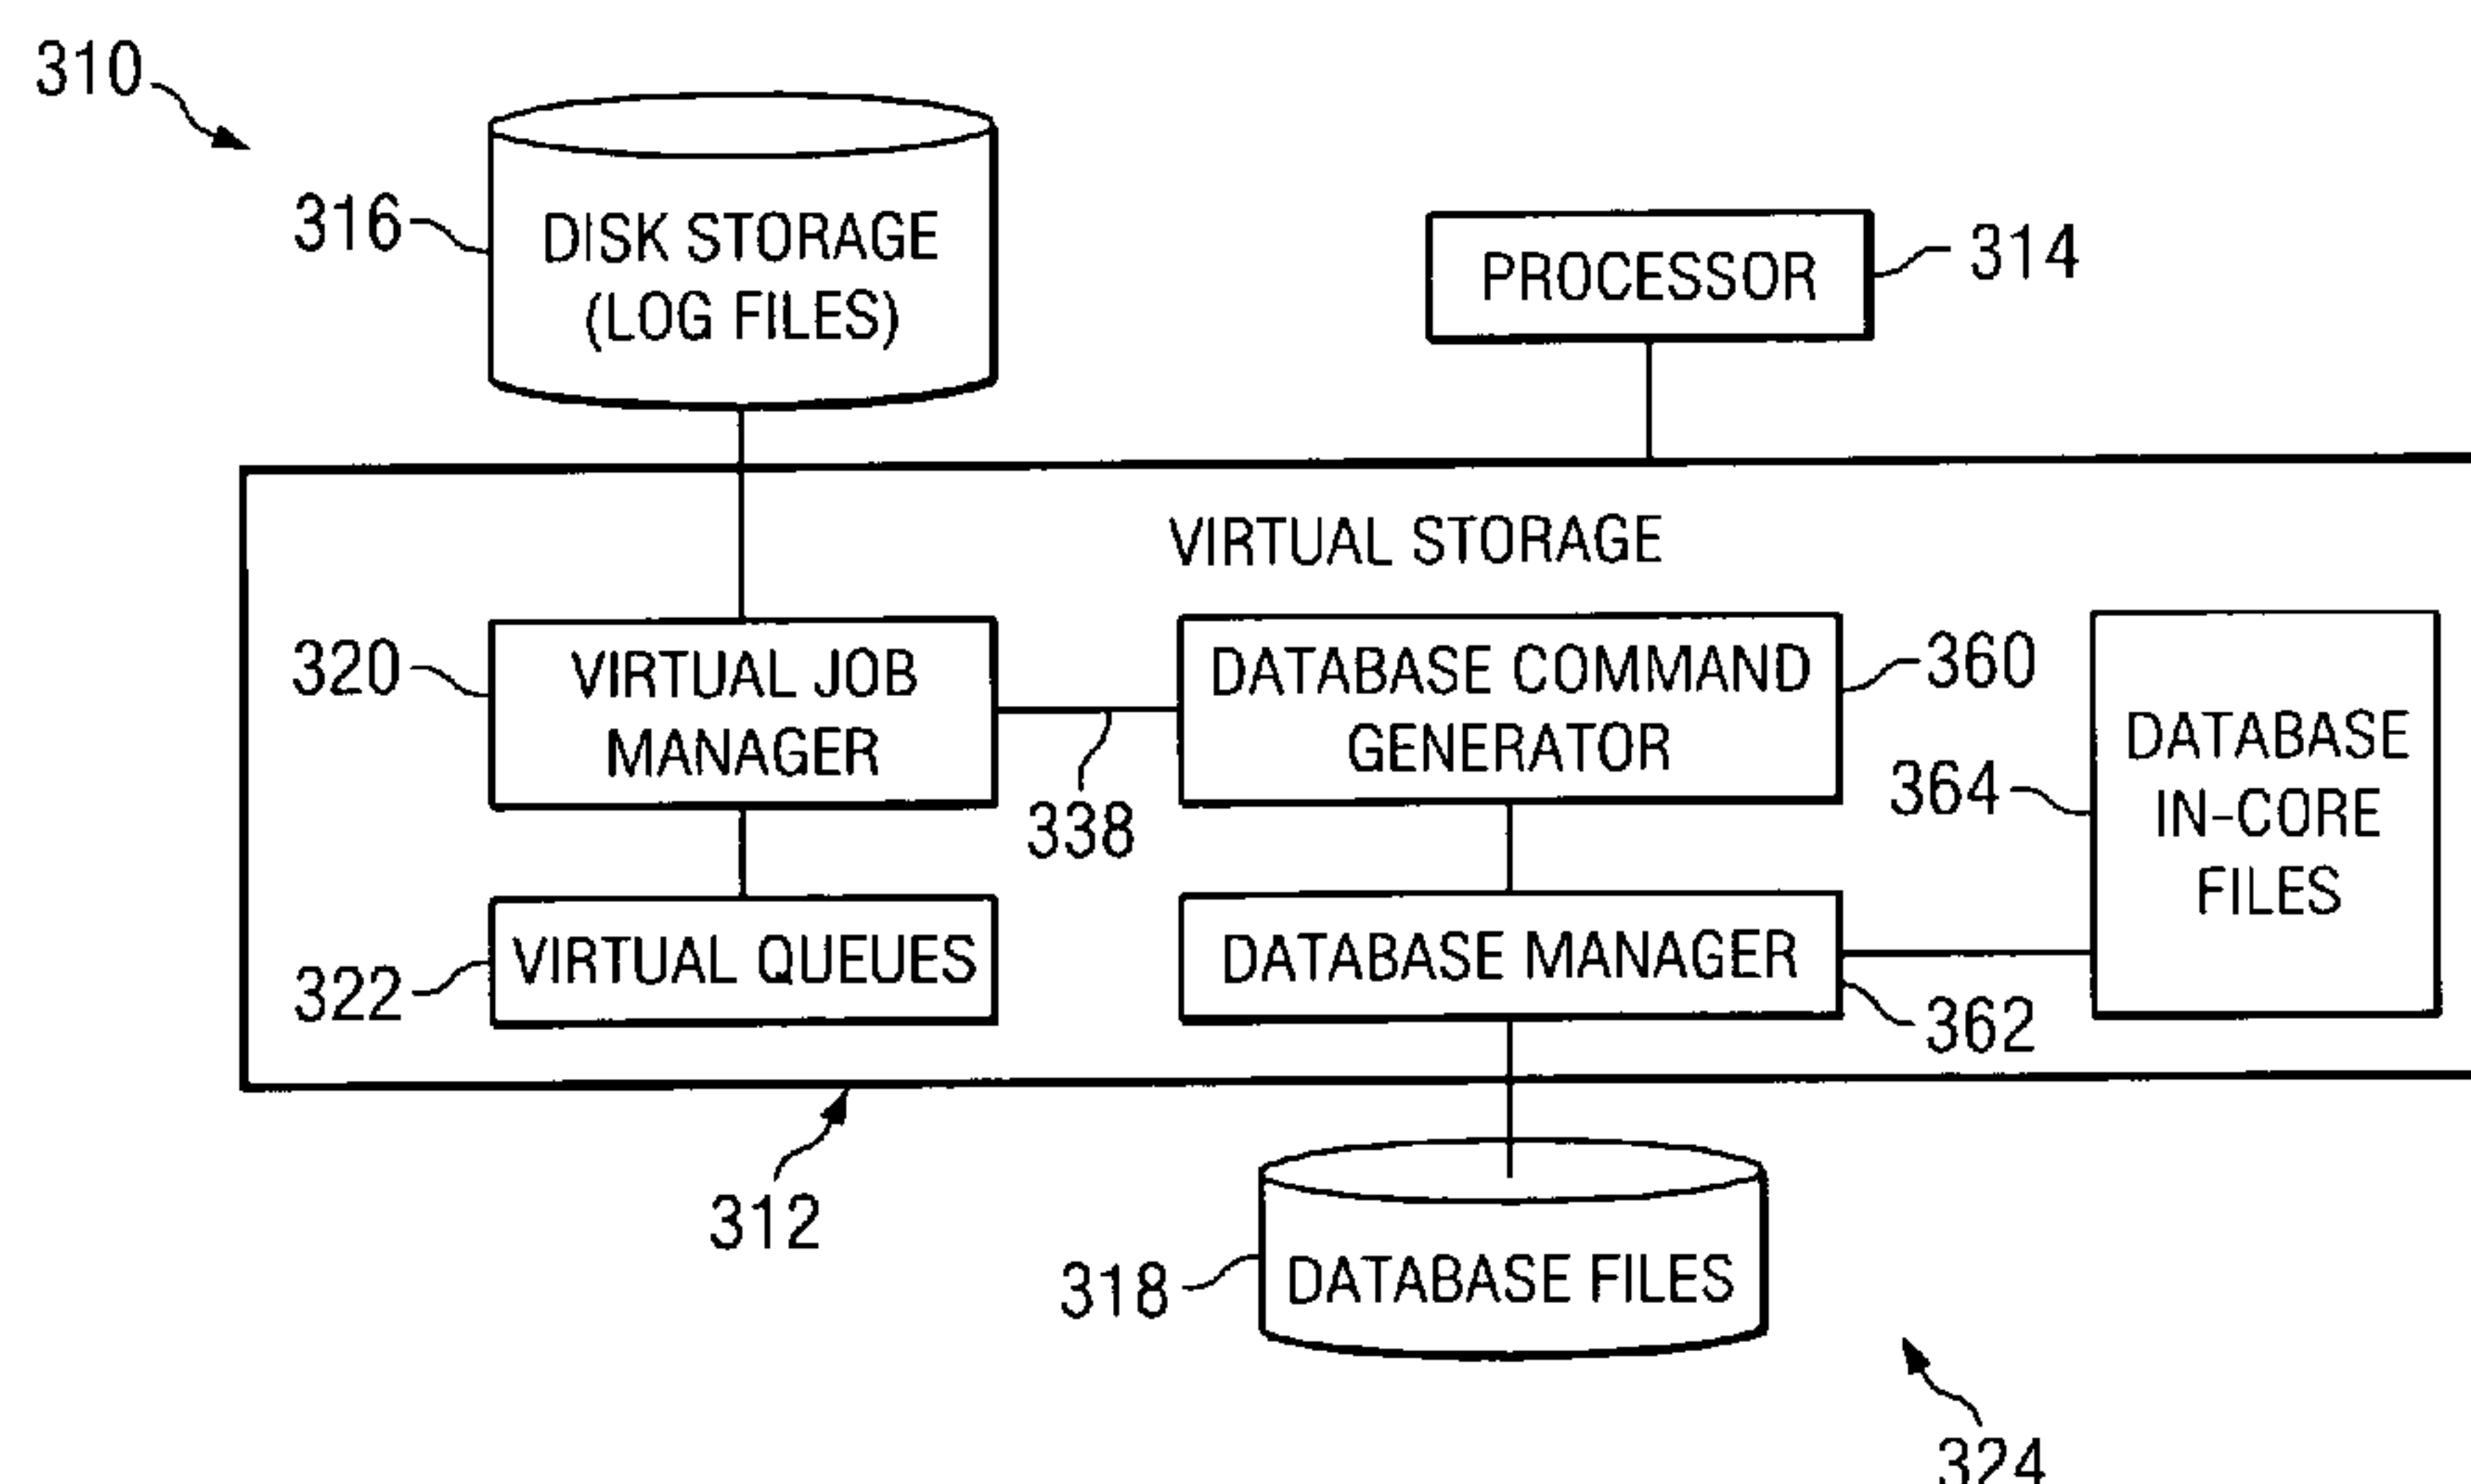 310
316
DISK STORAGE
(LOG FILES)
PROCESSOR
314
VIRTUAL STORAGE
320
VIRTUAL JOB
MANAGER
338
DATABASE COMMAND
GENERATOR
360
364
DATABASE
IN-CORE
FILES
322
VIRTUAL QUEUES
DATABASE MANAGER
362
312
318
DATABASE FILES
324